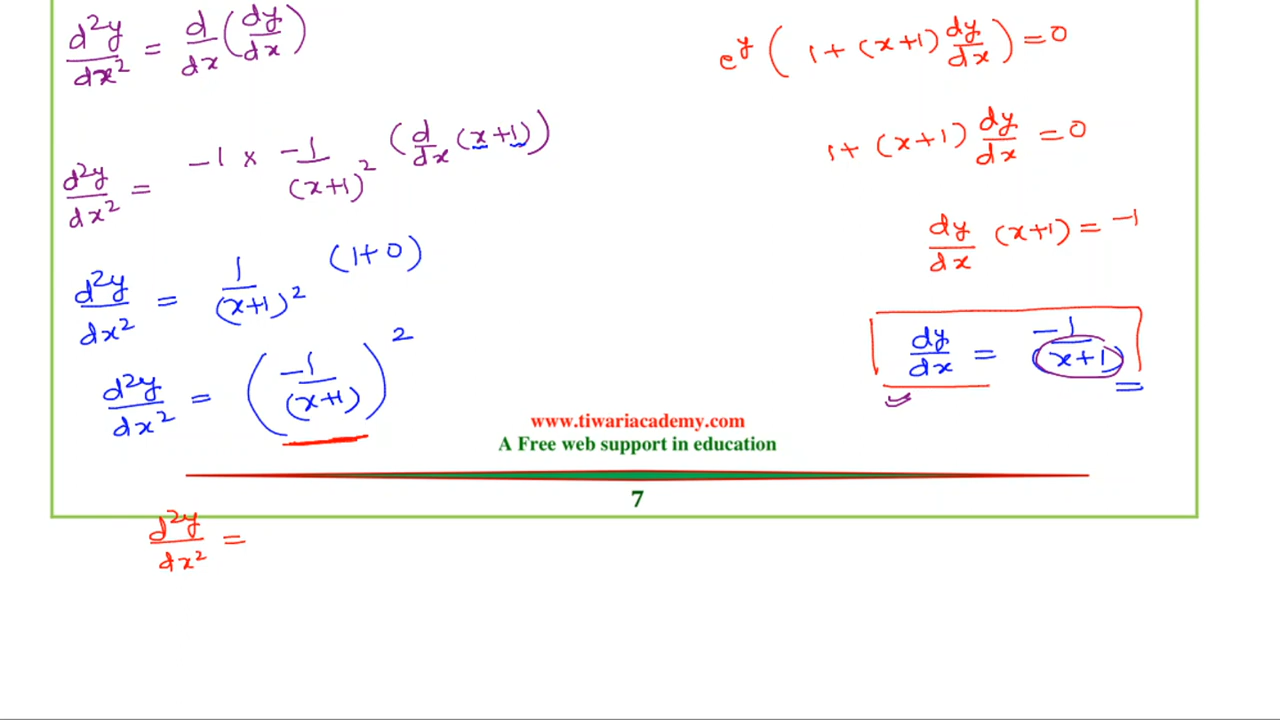 d²y/dx² = d/dx (dy/dx)
d²y/dx² = -1 × -1/(x+1)² (d/dx (x+1))
d²y/dx² = 1/(x+1)² (1+0)
d²y/dx² = (-1/(x+1))²
e^y (1+(x+1) dy/dx) = 0
1+(x+1) dy/dx = 0
dy/dx (x+1) = -1
dy/dx = -1/(x+1)
www.tiwariacademy.com
A Free web support in education
7
d²y/dx² =